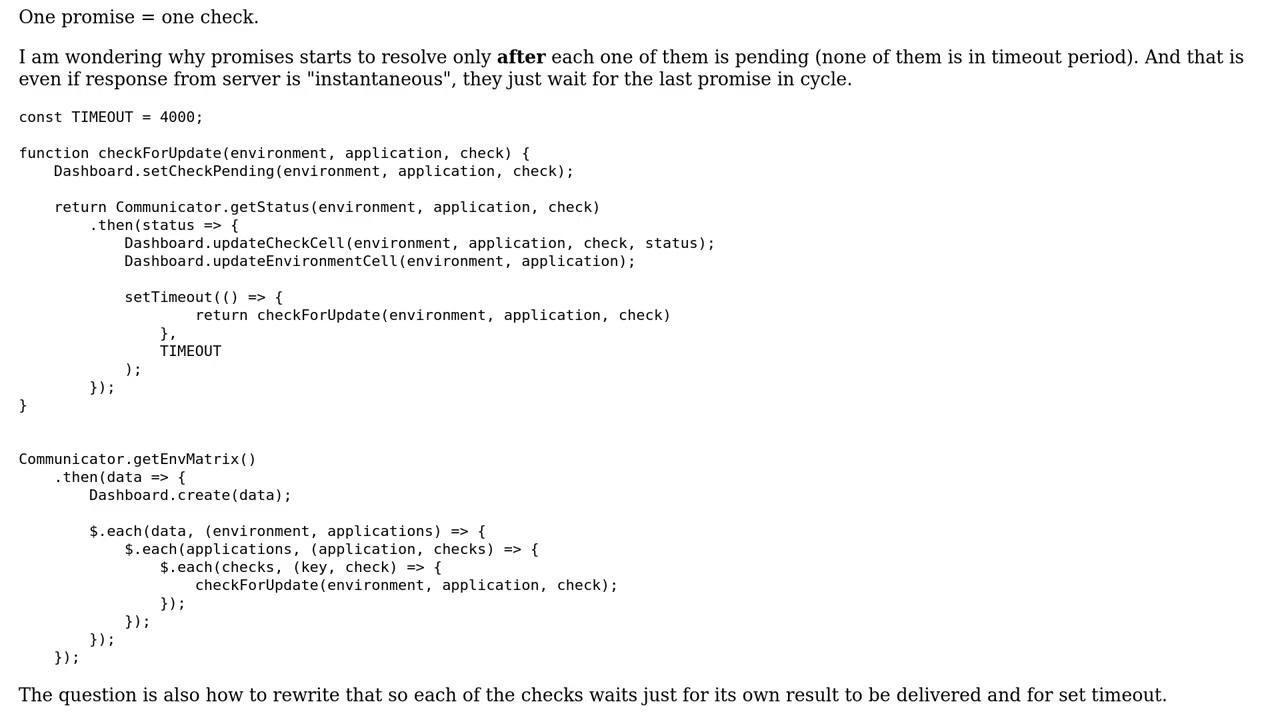 One promise = one check.
I am wondering why promises starts to resolve only after each one of them is pending (none of them is in timeout period). And that is
even if response from server is "instantaneous", they just wait for the last promise in cycle.
const TIMEOUT = 4000;
function checkForUpdate(environment, application, check) {
    Dashboard.setCheckPending(environment, application, check);
    return Communicator.getStatus(environment, application, check)
        .then(status => {
            Dashboard.updateCheckCell(environment, application, check, status);
            Dashboard.updateEnvironmentCell(environment, application);
            setTimeout(() => {
                    return checkForUpdate(environment, application, check)
                },
                TIMEOUT
            );
        });
}
Communicator.getEnvMatrix()
    .then(data => {
        Dashboard.create(data);
        $.each(data, (environment, applications) => {
            $.each(applications, (application, checks) => {
                $.each(checks, (key, check) => {
                    checkForUpdate(environment, application, check);
                });
            });
        });
    });
The question is also how to rewrite that so each of the checks waits just for its own result to be delivered and for set timeout.